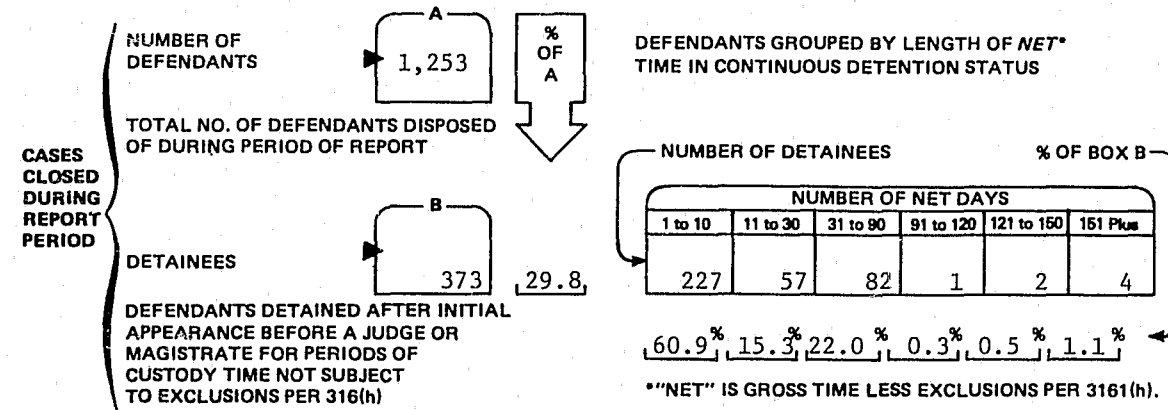 A
NUMBER OF
DEFENDANTS
1,253
%
OF
A
TOTAL NO. OF DEFENDANTS DISPOSED
OF DURING PERIOD OF REPORT
CASES
CLOSED
DURING
REPORT
PERIOD
B
DETAINEES
373 29.8
DEFENDANTS DETAINED AFTER INITIAL
APPEARANCE BEFORE A JUDGE OR
MAGISTRATE FOR PERIODS OF
CUSTODY TIME NOT SUBJECT
TO EXCLUSIONS PER 316(h)
DEFENDANTS GROUPED BY LENGTH OF NET*
TIME IN CONTINUOUS DETENTION STATUS
NUMBER OF DETAINEES % OF BOX B
NUMBER OF NET DAYS
1 to 10 11 to 30 31 to 90 91 to 120 121 to 150 151 Plus
227 57 82 1 2 4
60.9% 15.3% 22.0% 0.3% 0.5% 1.1%
*"NET" IS GROSS TIME LESS EXCLUSIONS PER 3161(h).